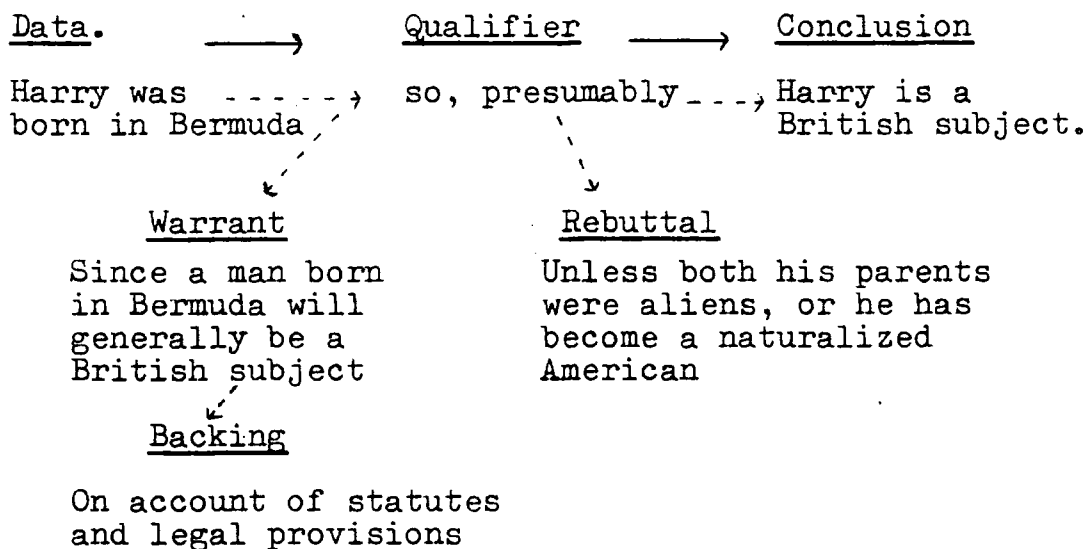 Data. Qualifier Conclusion
Harry was so, presumably Harry is a
born in Bermuda British subject.
Warrant Rebuttal
Since a man born Unless both his parents
in Bermuda will were aliens, or he has
generally be a become a naturalized
British subject American
Backing
On account of statutes
and legal provisions